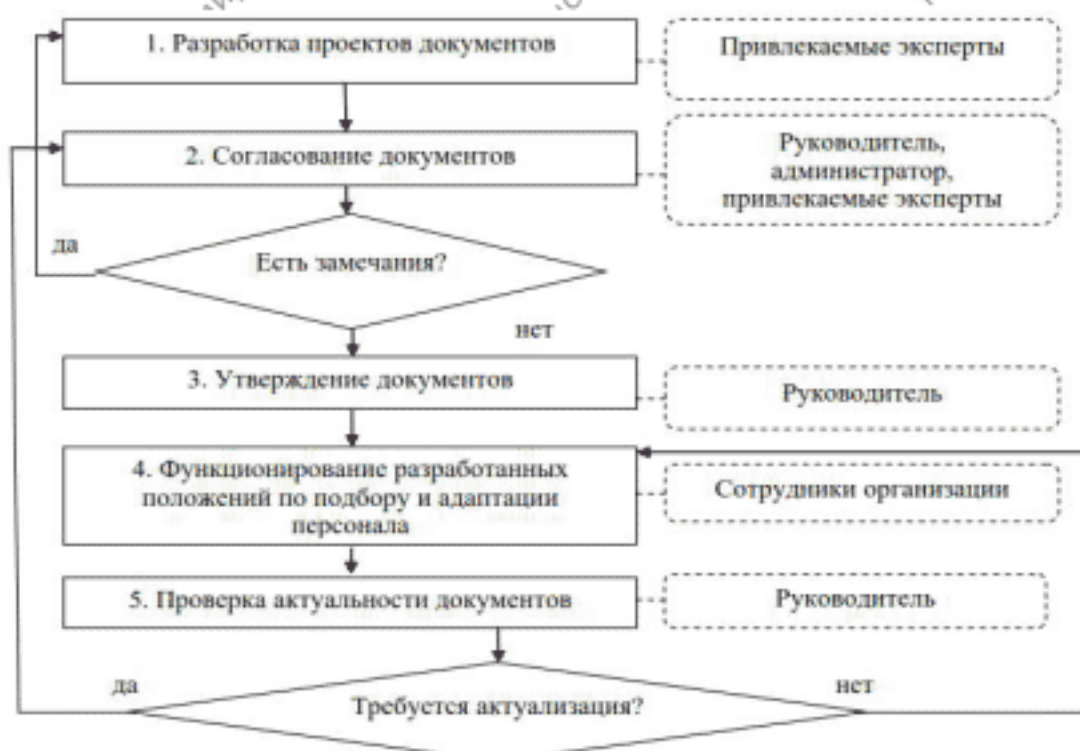 1. Разработка проектов документов
Привлекаемые эксперты
2. Согласование документов
Руководитель,
администратор,
привлекаемые эксперты
да
Есть замечания?
нет
3. Утверждение документов
Руководитель
4. Функционирование разработанных
положений по подбору и адаптации
персонала
Сотрудники организации
5. Проверка актуальности документов
Руководитель
да
нет
Требуется актуализация?